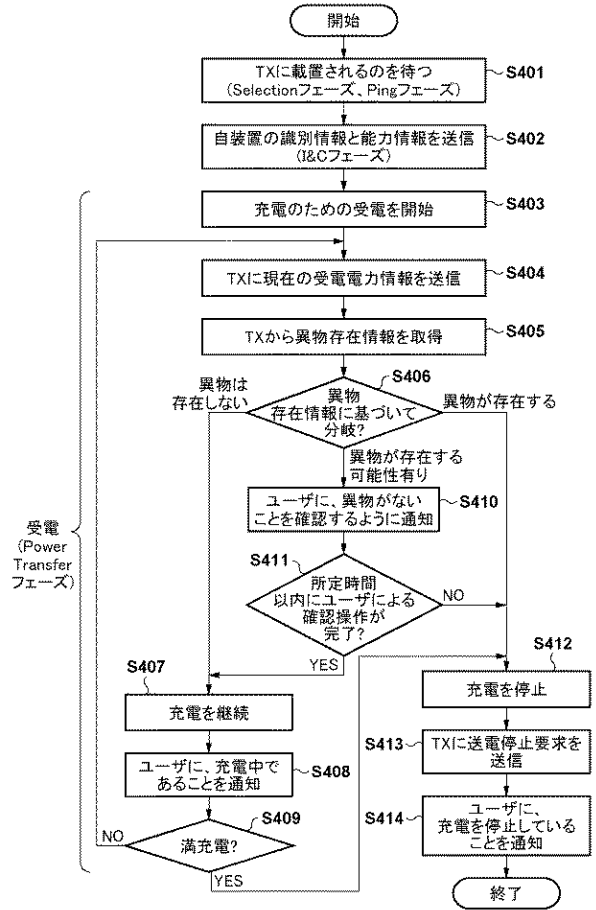 開始
TXに載置されるのを待つ
(Selectionフェーズ、Pingフェーズ)
S401
自装置の識別情報と能力情報を送信
(I&Cフェーズ)
S402
充電のための受電を開始
S403
TXに現在の受電電力情報を送信
S404
TXから異物存在情報を取得
S405
S406
異物
存在情報に基づいて
分岐?
異物は
存在しない
異物が存在する
異物が存在する
可能性有り
ユーザに、異物がない
ことを確認するように通知
S410
S411
所定時間
以内にユーザによる
確認操作が
完了?
NO
YES
受電
(Power
Transfer
フェーズ)
S407
充電を継続
ユーザに、充電中で
あることを通知
S408
S409
満充電?
NO
YES
S412
充電を停止
S413
TXに送電停止要求を
送信
S414
ユーザに、
充電を停止している
ことを通知
終了